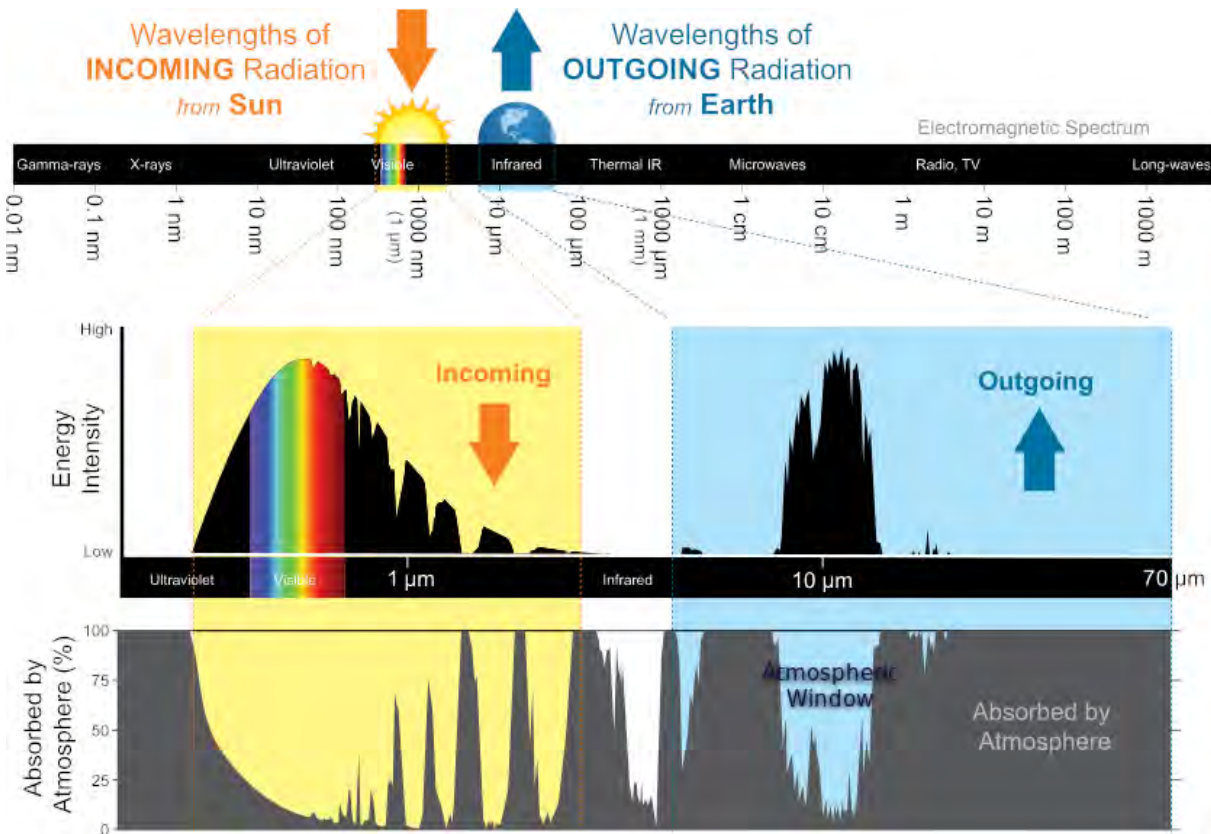 Wavelengths of
INCOMING Radiation
from Sun
Wavelengths of
OUTGOING Radiation
from Earth
Electromagnetic Spectrum
Gamma-rays X-rays Ultraviolet Visible Infrared Thermal IR Microwaves Radio, TV Long-waves
0.01 nm 0.1 nm 1 nm 10 nm 100 nm 1000 nm 10 µm 100 µm 1000 µm 1 cm 10 cm 1 m 10 m 100 m 1000 m
(1 µm) (1 mm)
High
Incoming
Outgoing
Energy
Intensity
Low
Ultraviolet Visible 1 µm Infrared 10 µm 70 µm
100
75
50
25
0
Absorbed by
Atmosphere (%)
Atmospheric
Window
Absorbed by
Atmosphere